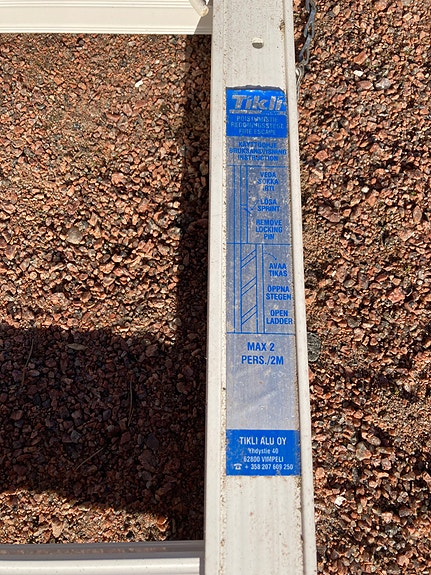 Tikli
POISTUMISTIE
REDDNINGSSTEGE
FIRE ESCAPE
KÄYTTÖOHJE
BRUKSANVISNING
INSTRUCTION
VEDÄ
SOKKA
IRTI
LOSA
SPRINT
REMOVE
LOCKING
PIN
AVAA
TIKAS
ÖPPNA
STEGEN
OPEN
LADDER
MAX 2
PERS./2M
TIKLI ALU OY
Yhdystie 40
62800 VIMPELI
☎ + 358 207 609 250